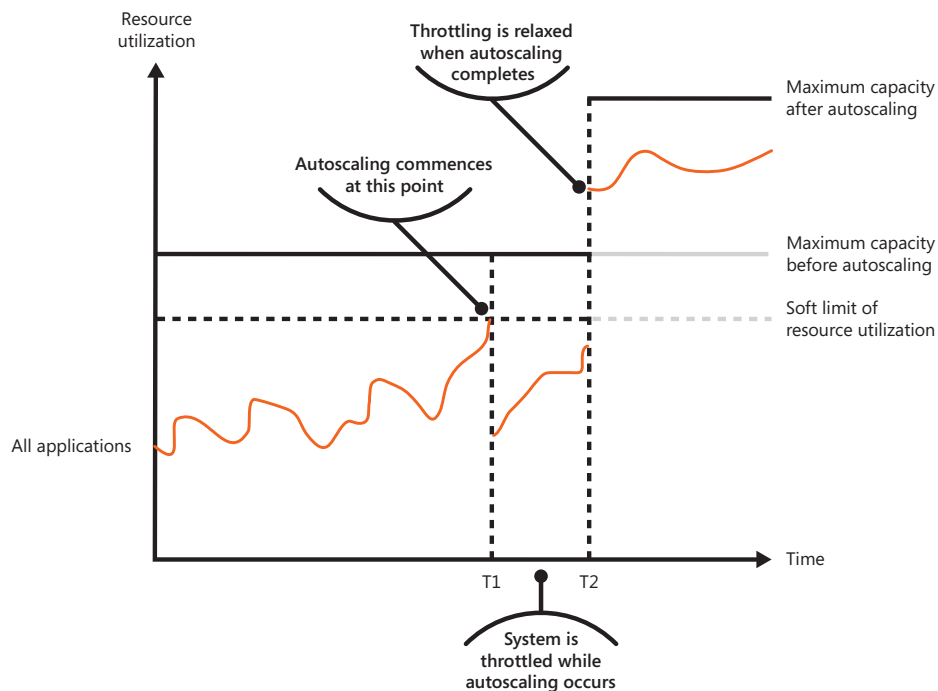 Resource
utilization
Throttling is relaxed
when autoscaling
completes
Maximum capacity
after autoscaling
Autoscaling commences
at this point
Maximum capacity
before autoscaling
Soft limit of
resource utilization
All applications
Time
T1
T2
System is
throttled while
autoscaling occurs